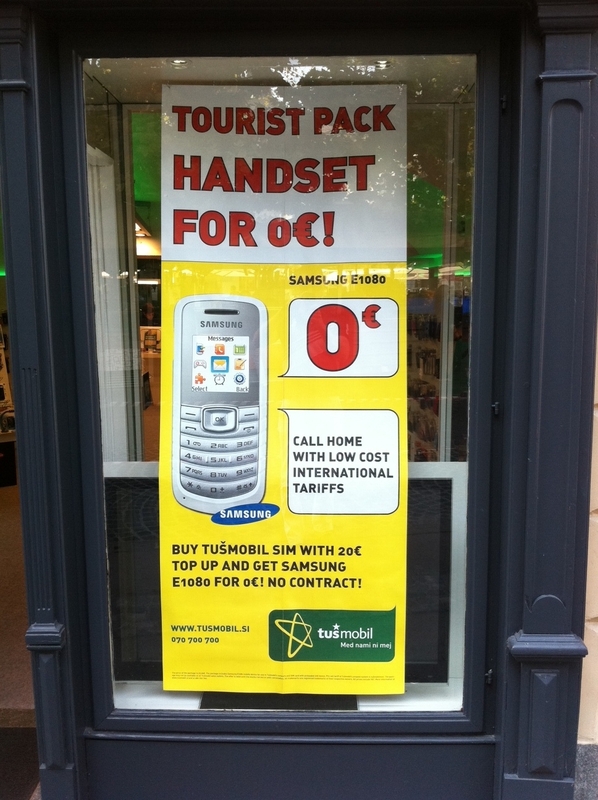 TOURIST PACK
HANDSET
FOR 0€!
SAMSUNG E1080
0€
SAMSUNG
Messages
Select
Back
OK
CALL HOME
WITH LOW COST
INTERNATIONAL
TARIFFS
SAMSUNG
BUY TUŠMOBIL SIM WITH 20€
TOP UP AND GET SAMSUNG
E1080 FOR 0€! NO CONTRACT!
WWW.TUSMOBIL.SI
070 700 700
tušmobil
Med nami ni mej